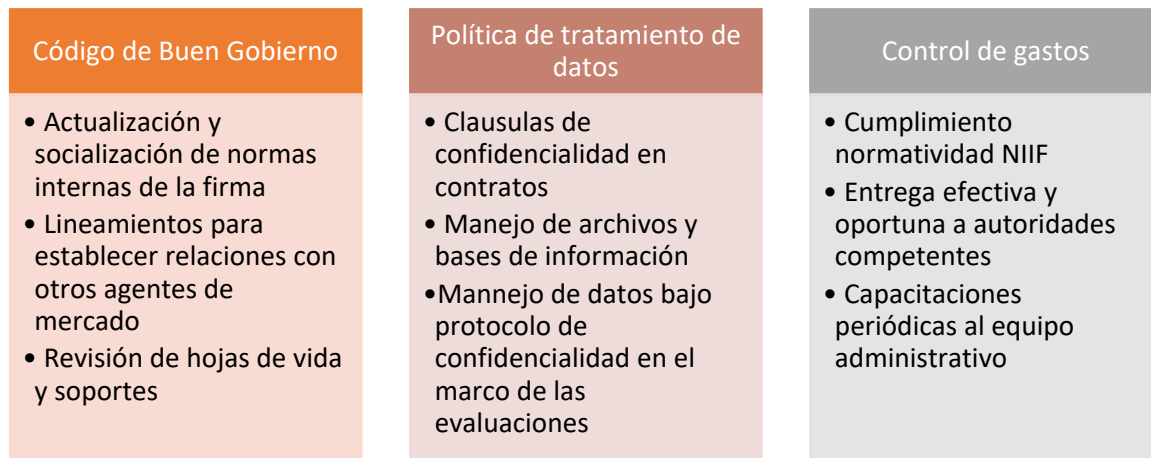 Código de Buen Gobierno
• Actualización y
socialización de normas
internas de la firma
• Lineamientos para
establecer relaciones con
otros agentes de
mercado
• Revisión de hojas de vida
y soportes
Política de tratamiento de
datos
• Clausulas de
confidencialidad en
contratos
• Manejo de archivos y
bases de información
•Mannejo de datos bajo
protocolo de
confidencialidad en el
marco de las
evaluaciones
Control de gastos
• Cumplimiento
normatividad NIIF
• Entrega efectiva y
oportuna a autoridades
competentes
• Capacitaciones
periódicas al equipo
administrativo